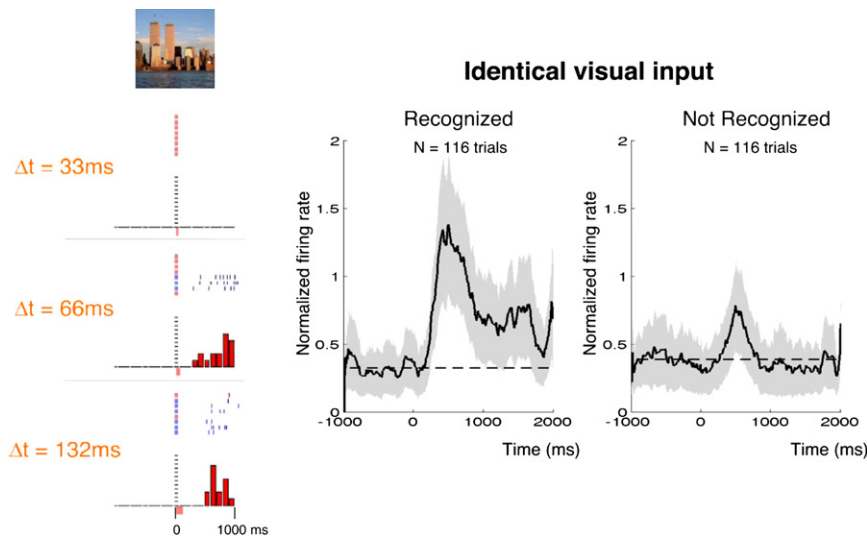 Δt = 33ms
Δt = 66ms
Δt = 132ms
0
1000 ms
Identical visual input
Recognized
N = 116 trials
Normalized firing rate
2
1.5
1
0.5
0
-1000
0
1000
2000
Time (ms)
Not Recognized
N = 116 trials
Normalized firing rate
2
1.5
1
0.5
0
-1000
0
1000
2000
Time (ms)